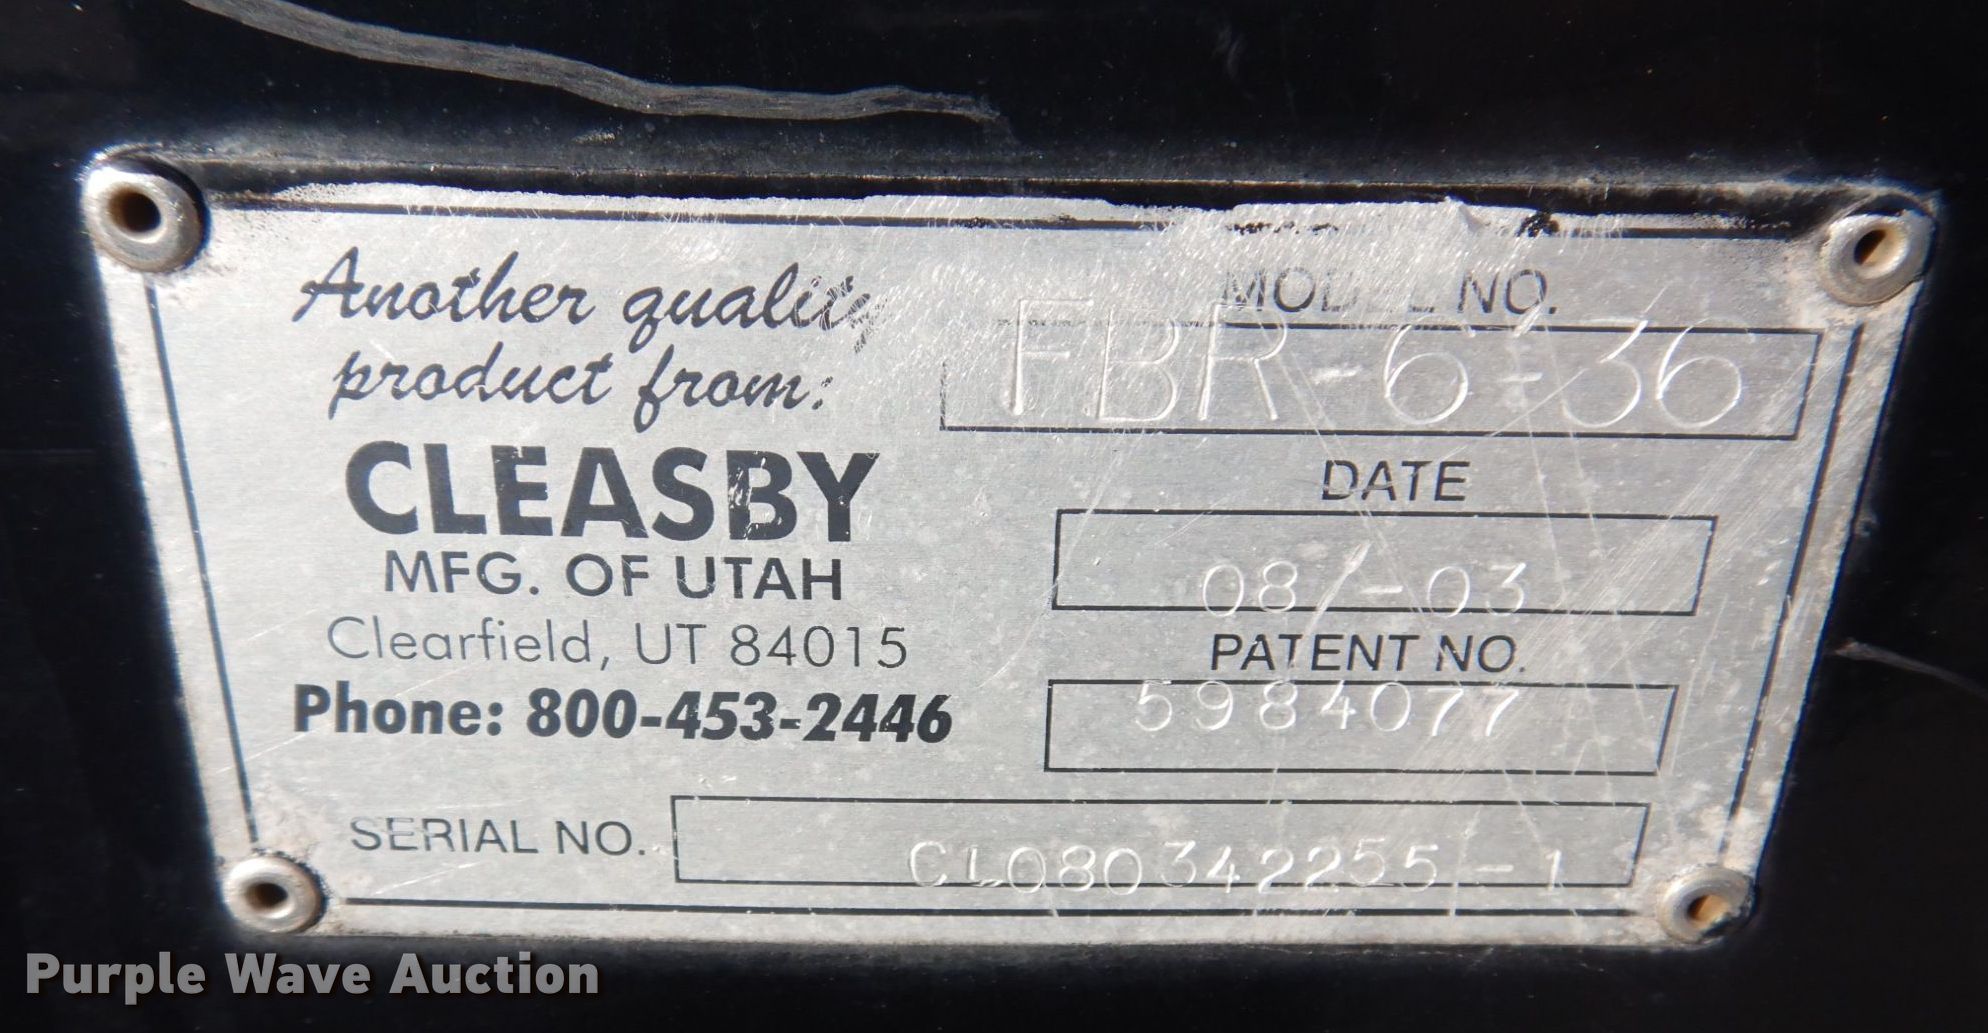 Another quality
product from:
CLEASBY
MFG. OF UTAH
Clearfield, UT 84015
Phone: 800-453-2446
MODEL NO.
FBR-6'-36
DATE
08/-03
PATENT NO.
5984077
SERIAL NO. CL080342255-1
Purple Wave Auction